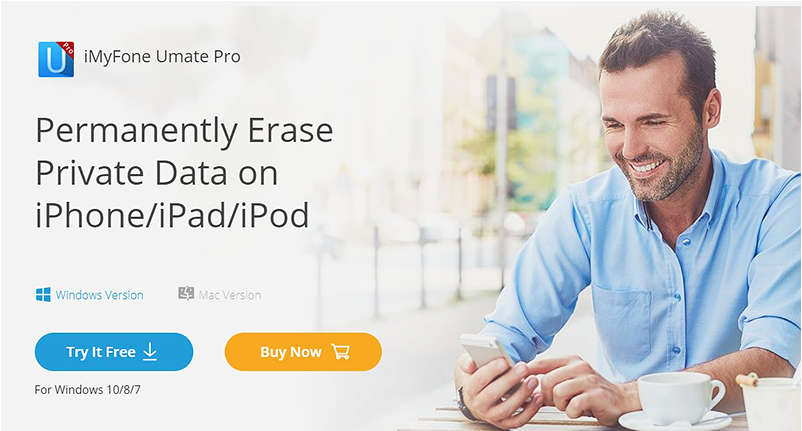 U Pro
iMyFone Umate Pro
Permanently Erase
Private Data on
iPhone/iPad/iPod
Windows Version Mac Version
Try It Free Buy Now
For Windows 10/8/7